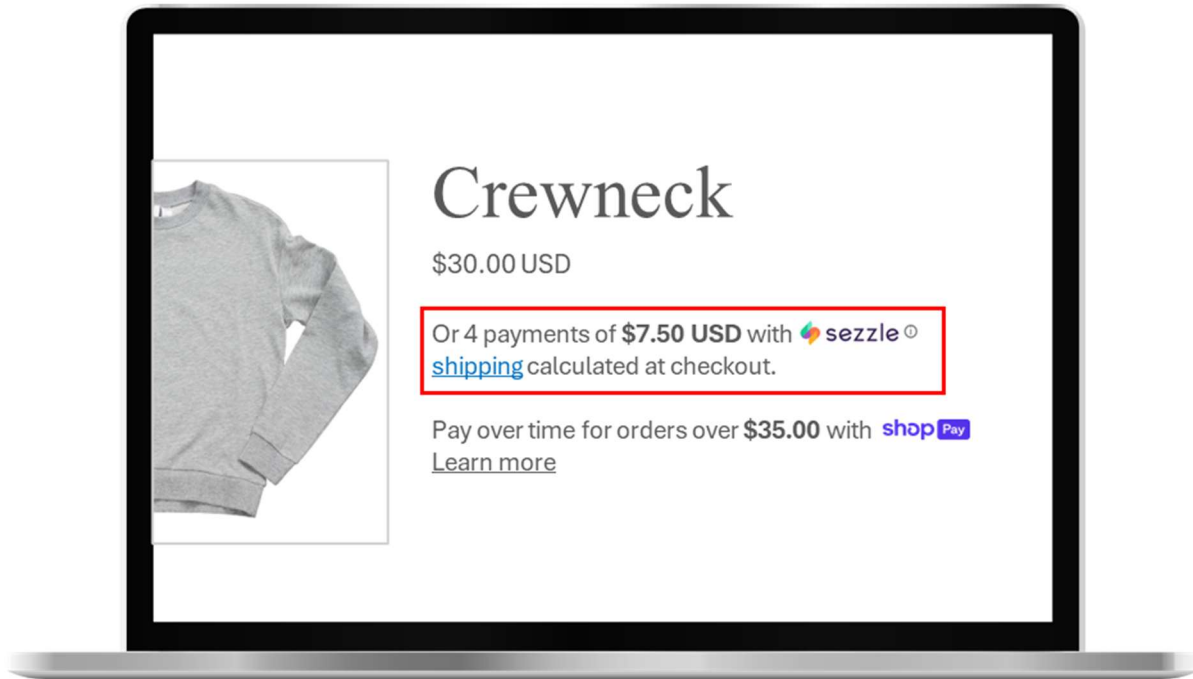 Crewneck
$30.00 USD
Or 4 payments of $7.50 USD with sezzle
shipping calculated at checkout.
Pay over time for orders over $35.00 with shop Pay
Learn more